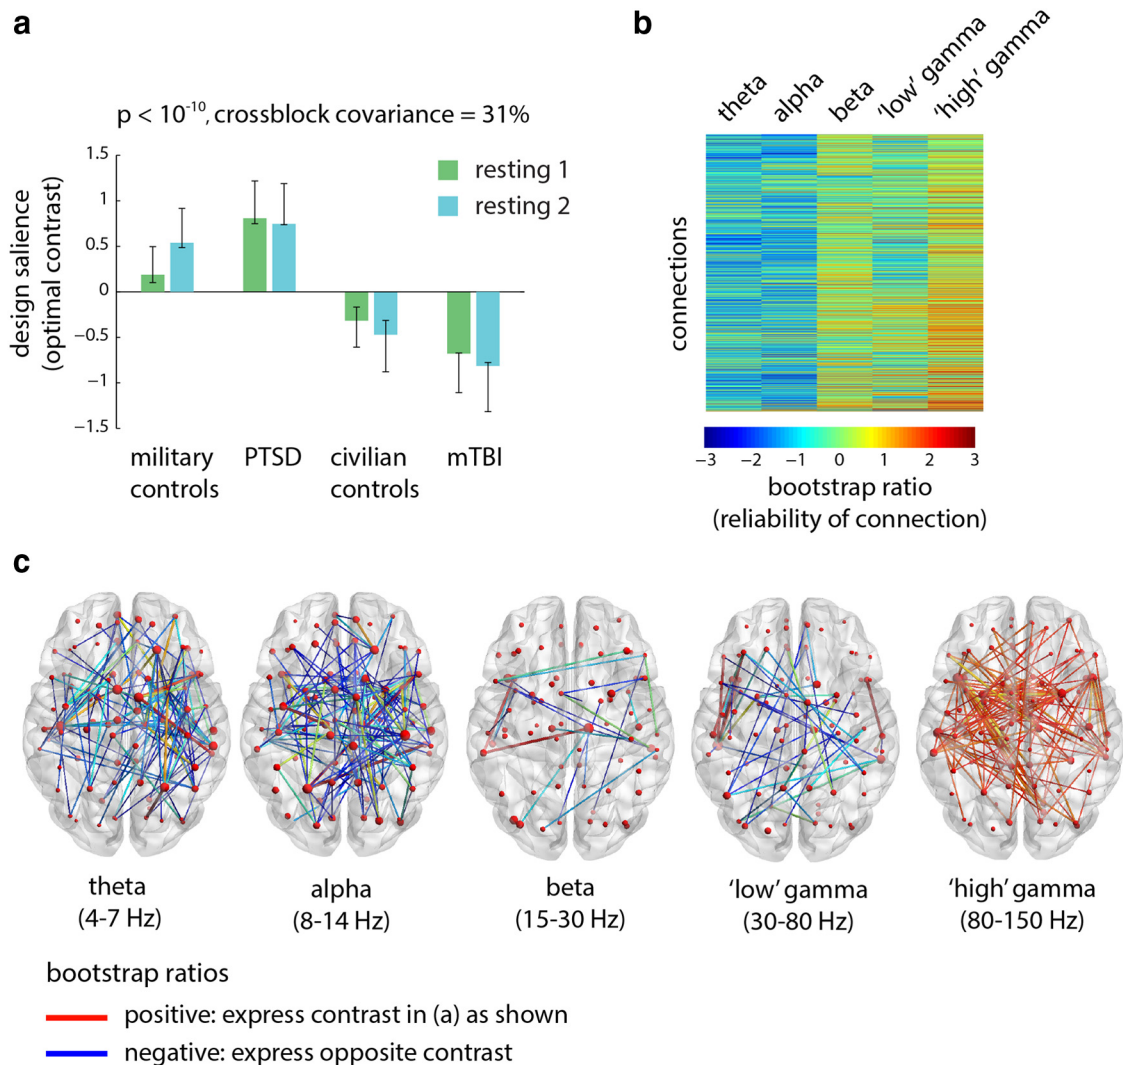 a
p < 10⁻¹⁰, crossblock covariance = 31%
design salience
(optimal contrast)
1.5
1
0.5
0
−0.5
−1
−1.5
resting 1
resting 2
military
controls
PTSD
civilian
controls
mTBI
b
theta
alpha
beta
‘low’ gamma
‘high’ gamma
connections
−3 −2 −1 0 1 2 3
bootstrap ratio
(reliability of connection)
c
theta
(4-7 Hz)
alpha
(8-14 Hz)
beta
(15-30 Hz)
‘low’ gamma
(30-80 Hz)
‘high’ gamma
(80-150 Hz)
bootstrap ratios
positive: express contrast in (a) as shown
negative: express opposite contrast